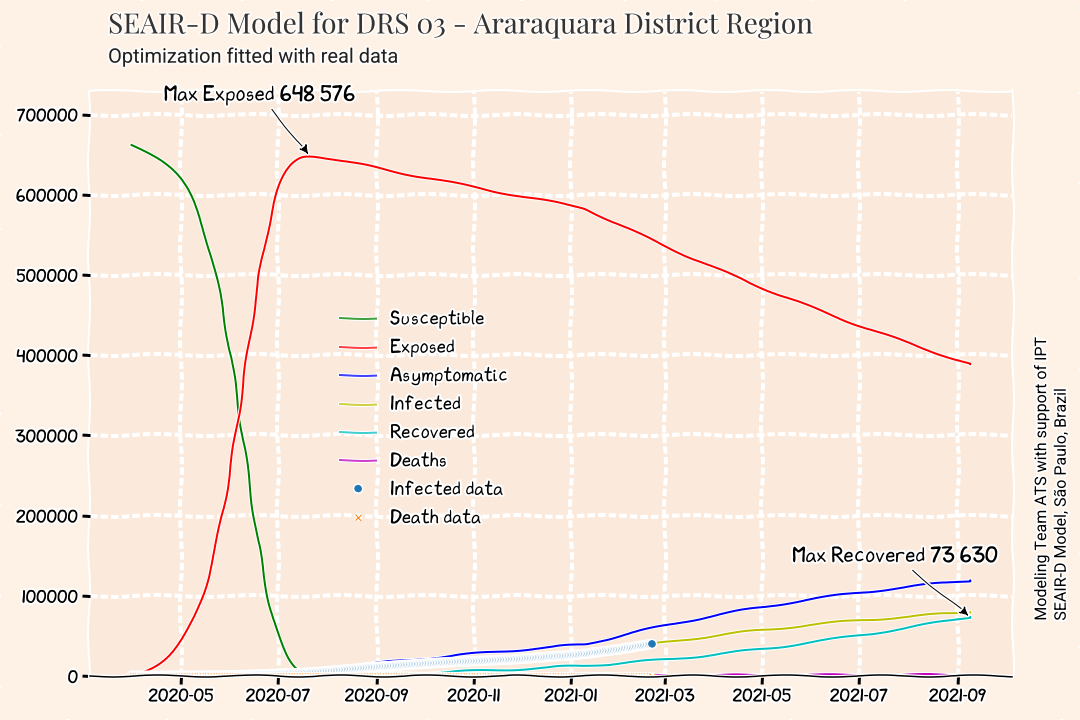 SEAIR-D Model for DRS 03 - Araraquara District Region
Optimization fitted with real data
Max Exposed 648 576
700000
600000
500000
400000
300000
200000
100000
0
Susceptible
Exposed
Asymptomatic
Infected
Recovered
Deaths
Infected data
Death data
Max Recovered 73 630
2020-05
2020-07
2020-09
2020-11
2021-01
2021-03
2021-05
2021-07
2021-09
Modeling Team ATS with support of IPT
SEAIR-D Model, São Paulo, Brazil